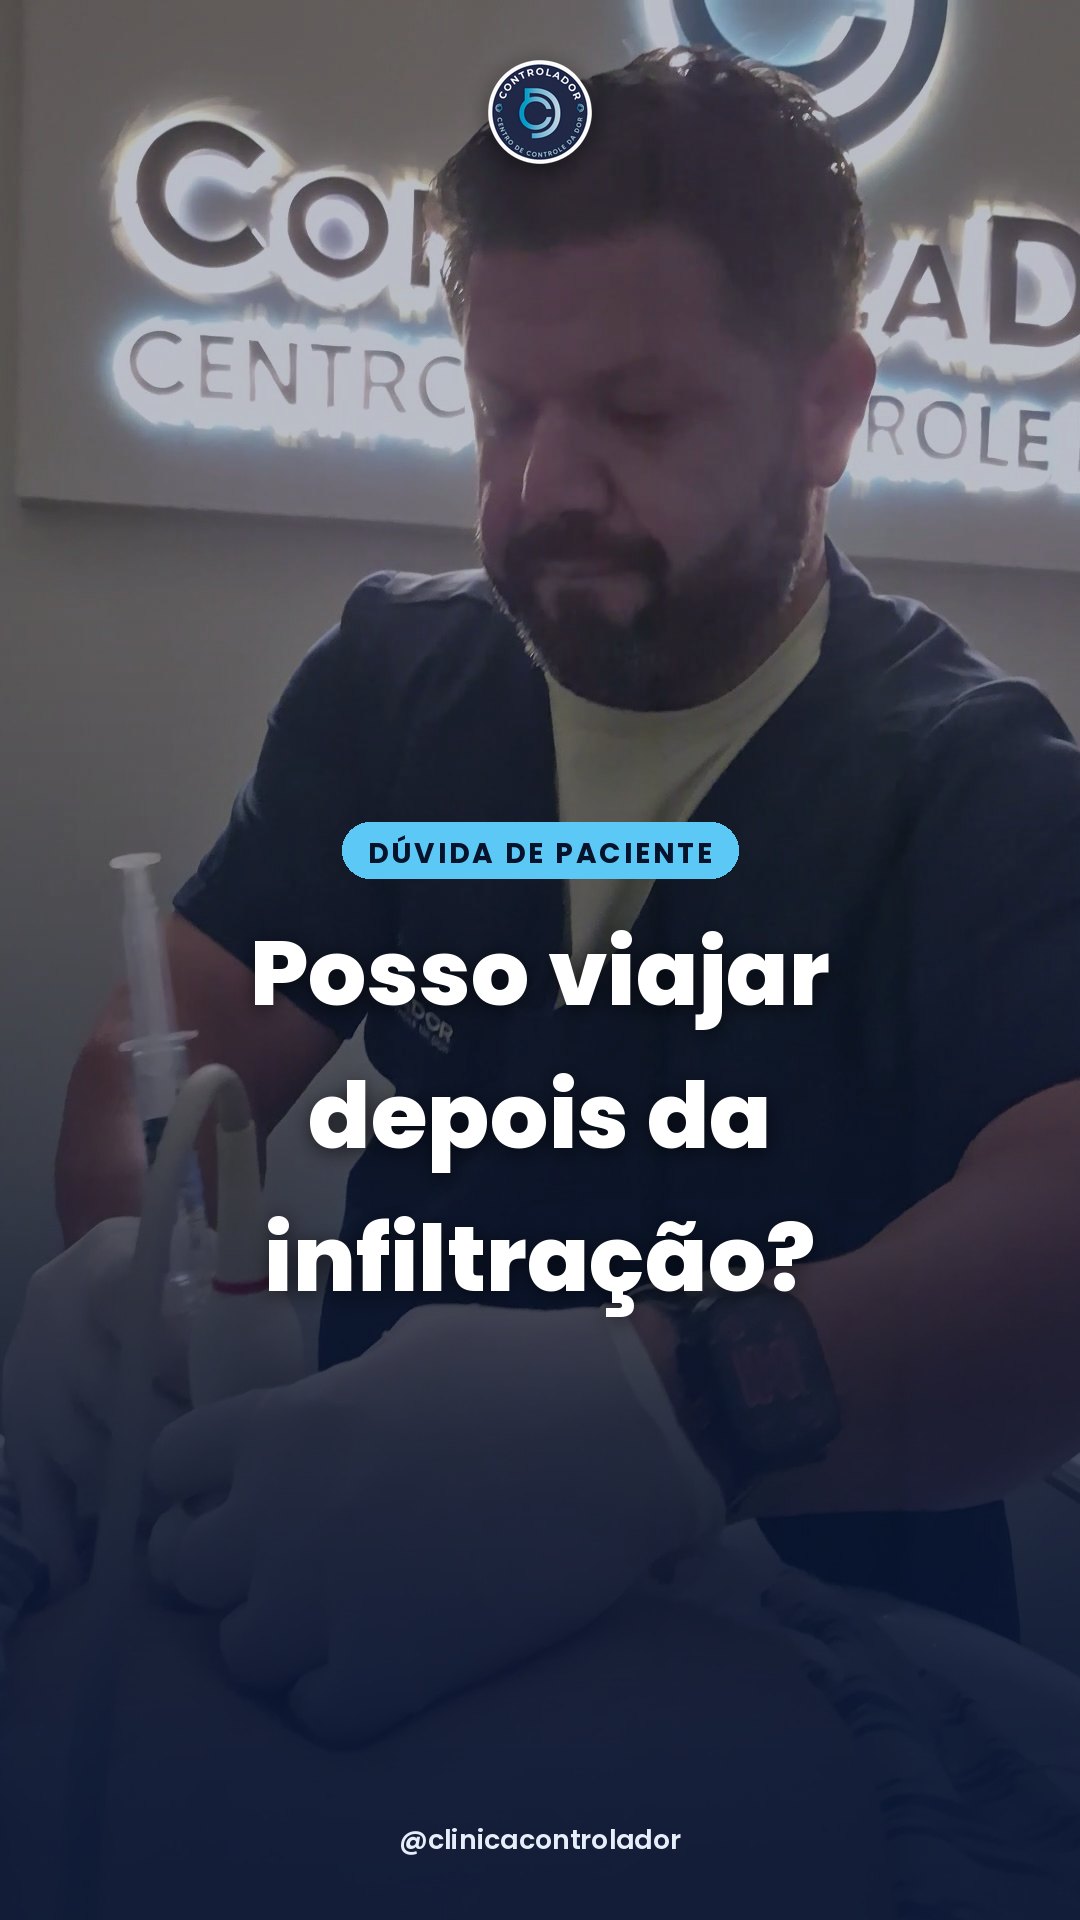 CONTROLADOR
CENTRO DE CONTROLE DA DOR
DÚVIDA DE PACIENTE
Posso viajar
depois da
infiltração?
@clinicacontrolador